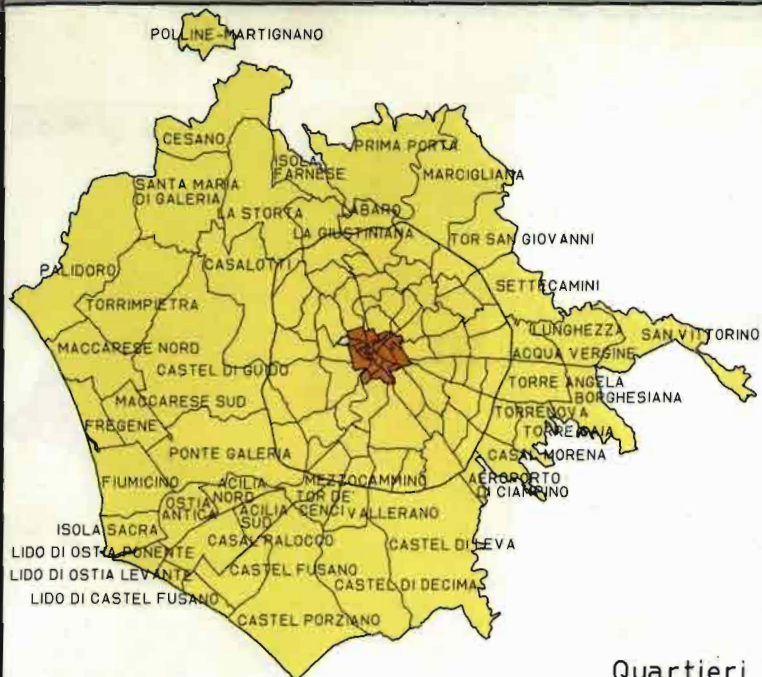 POLLINE-MARTIGNANO
CESANO
PRIMA PORTA
ISOLA
FARNESE
MARCIGLIANA
SANTA MARIA
DI GALERIA
LA STORTA
LABARO
LA GIUSTINIANA
TOR SAN GIOVANNI
PALIDORO
CASALOTTI
SETTECAMINI
TORRIMPIETRA
LUNGHEZZA
SAN VITTORINO
MACCARESE NORD
ACQUA VERGINE
CASTEL DI GUIDO
TORRE ANGELA
BORGHESIANA
MACCARESE SUD
TORRENOVA
FREGENE
TORRE GAIA
PONTE GALERIA
CASAL MORENA
FIUMICINO
ACILIA
NORD
MEZZOCAMMINO
AEROPORTO
DI CIAMPINO
OSTIA
ANTICA
ACILIA
SUD
TOR DE'
CENCI
VALLERANO
ISOLA SACRA
CASAL PALOCCO
CASTEL DI LEVA
LIDO DI OSTIA PONENTE
LIDO DI OSTIA LEVANTE
CASTEL FUSANO
CASTEL DI DECIMA
LIDO DI CASTEL FUSANO
CASTEL PORZIANO
Quartieri